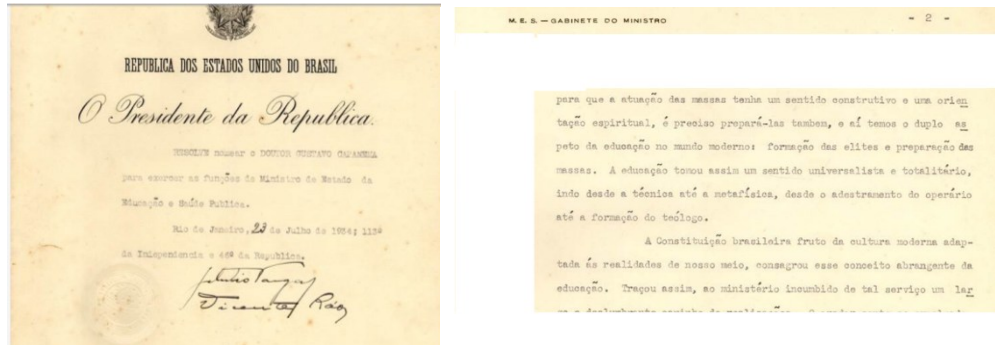 REPUBLICA DOS ESTADOS UNIDOS DO BRASIL
O Presidente da Republica.
RESOLVE nomear o DOUTOR GUSTAVO CAPANEMA
para exercer as funções de Ministro de Estado da
Educação e Saúde Publica.
Rio de Janeiro, 23 de Julho de 1934; 113º
da Independencia e 46º da Republica.
Getulio Vargas
Vicente Ráo
M. E. S. — GABINETE DO MINISTRO
- 2 -
para que a atuação das massas tenha um sentido construtivo e uma orien
tação espiritual, é preciso prepará-las tambem, e aí temos o duplo as
peto da educação no mundo moderno: formação das elites e preparação das
massas. A educação tomou assim um sentido universalista e totalitário,
indo desde a técnica até a metafísica, desde o adestramento do operário
até a formação do teólogo.
A Constituição brasileira fruto da cultura moderna adap-
tada ás realidades de nosso meio, consagrou esse conceito abrangente da
educação. Traçou assim, ao ministério incumbido de tal serviço um lar